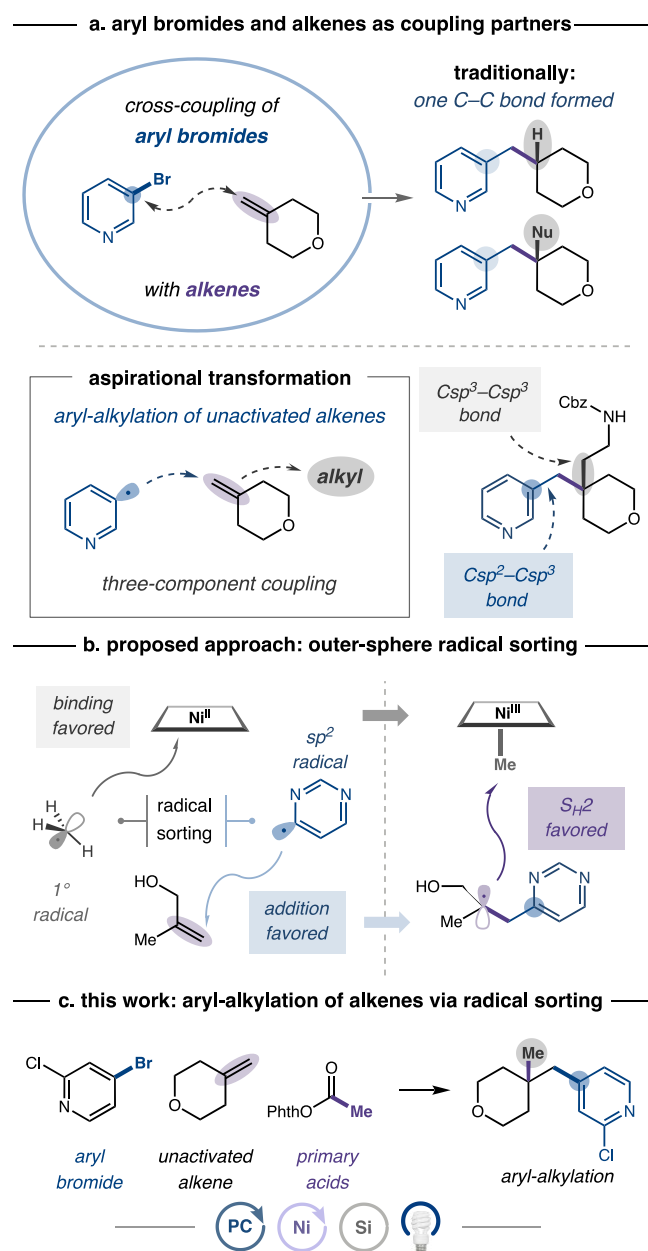 a. aryl bromides and alkenes as coupling partners
cross-coupling of
aryl bromides
Br
N
O
with alkenes
traditionally:
one C–C bond formed
H
N
O
Nu
N
O
aspirational transformation
aryl-alkylation of unactivated alkenes
N
O
alkyl
three-component coupling
Csp3–Csp3
bond
Cbz
NH
N
O
Csp2–Csp3
bond
b. proposed approach: outer-sphere radical sorting
binding
favored
NiII
sp2
radical
N
N
H
H
H
radical
sorting
1°
radical
HO
Me
addition
favored
NiIII
Me
SH2
favored
HO
Me
N
N
c. this work: aryl-alkylation of alkenes via radical sorting
Cl
Br
N
aryl
bromide
O
unactivated
alkene
O
PhthO
Me
primary
acids
Me
O
N
Cl
aryl-alkylation
PC
Ni
Si